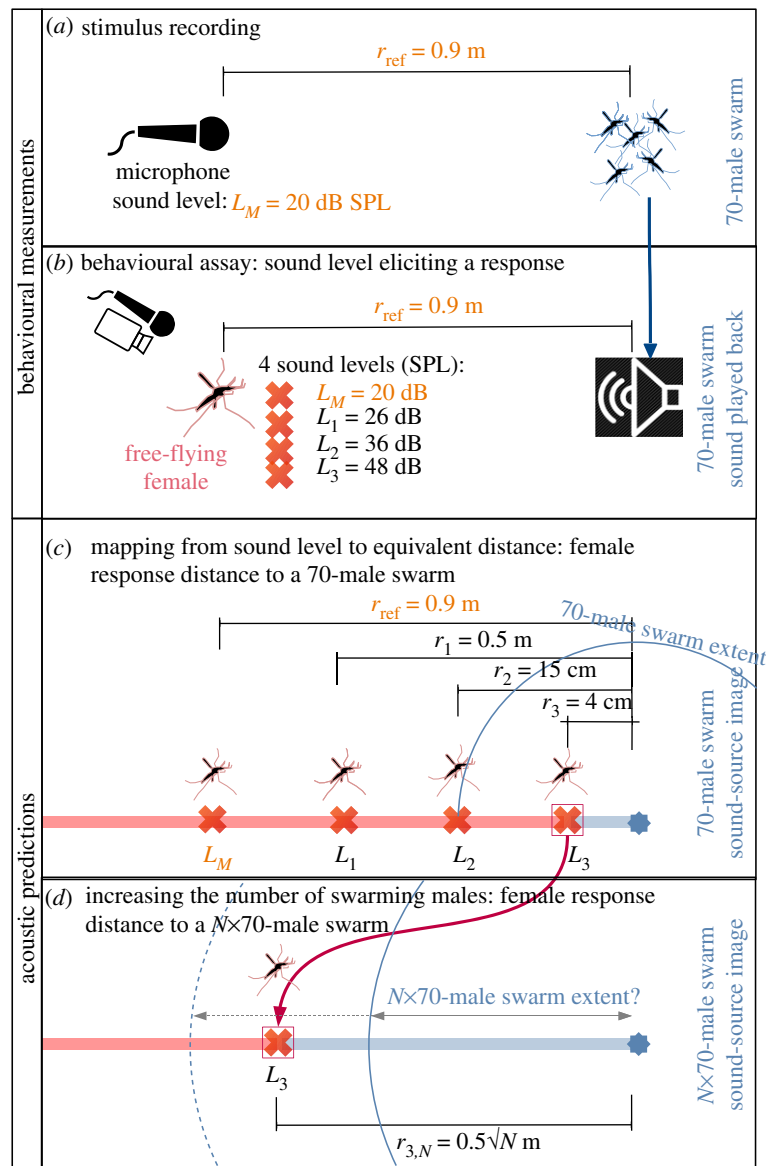 behavioural measurements
(a) stimulus recording
r_ref = 0.9 m
microphone
sound level: L_M = 20 dB SPL
70-male swarm
(b) behavioural assay: sound level eliciting a response
r_ref = 0.9 m
4 sound levels (SPL):
L_M = 20 dB
L_1 = 26 dB
L_2 = 36 dB
L_3 = 48 dB
free-flying
female
70-male swarm
sound played back
acoustic predictions
(c) mapping from sound level to equivalent distance: female
response distance to a 70-male swarm
r_ref = 0.9 m
70-male swarm extent
r_1 = 0.5 m
r_2 = 15 cm
r_3 = 4 cm
L_M
L_1
L_2
L_3
70-male swarm
sound-source image
(d) increasing the number of swarming males: female response
distance to a N×70-male swarm
N×70-male swarm extent?
L_3
r_3,N = 0.5√N m
N×70-male swarm
sound-source image